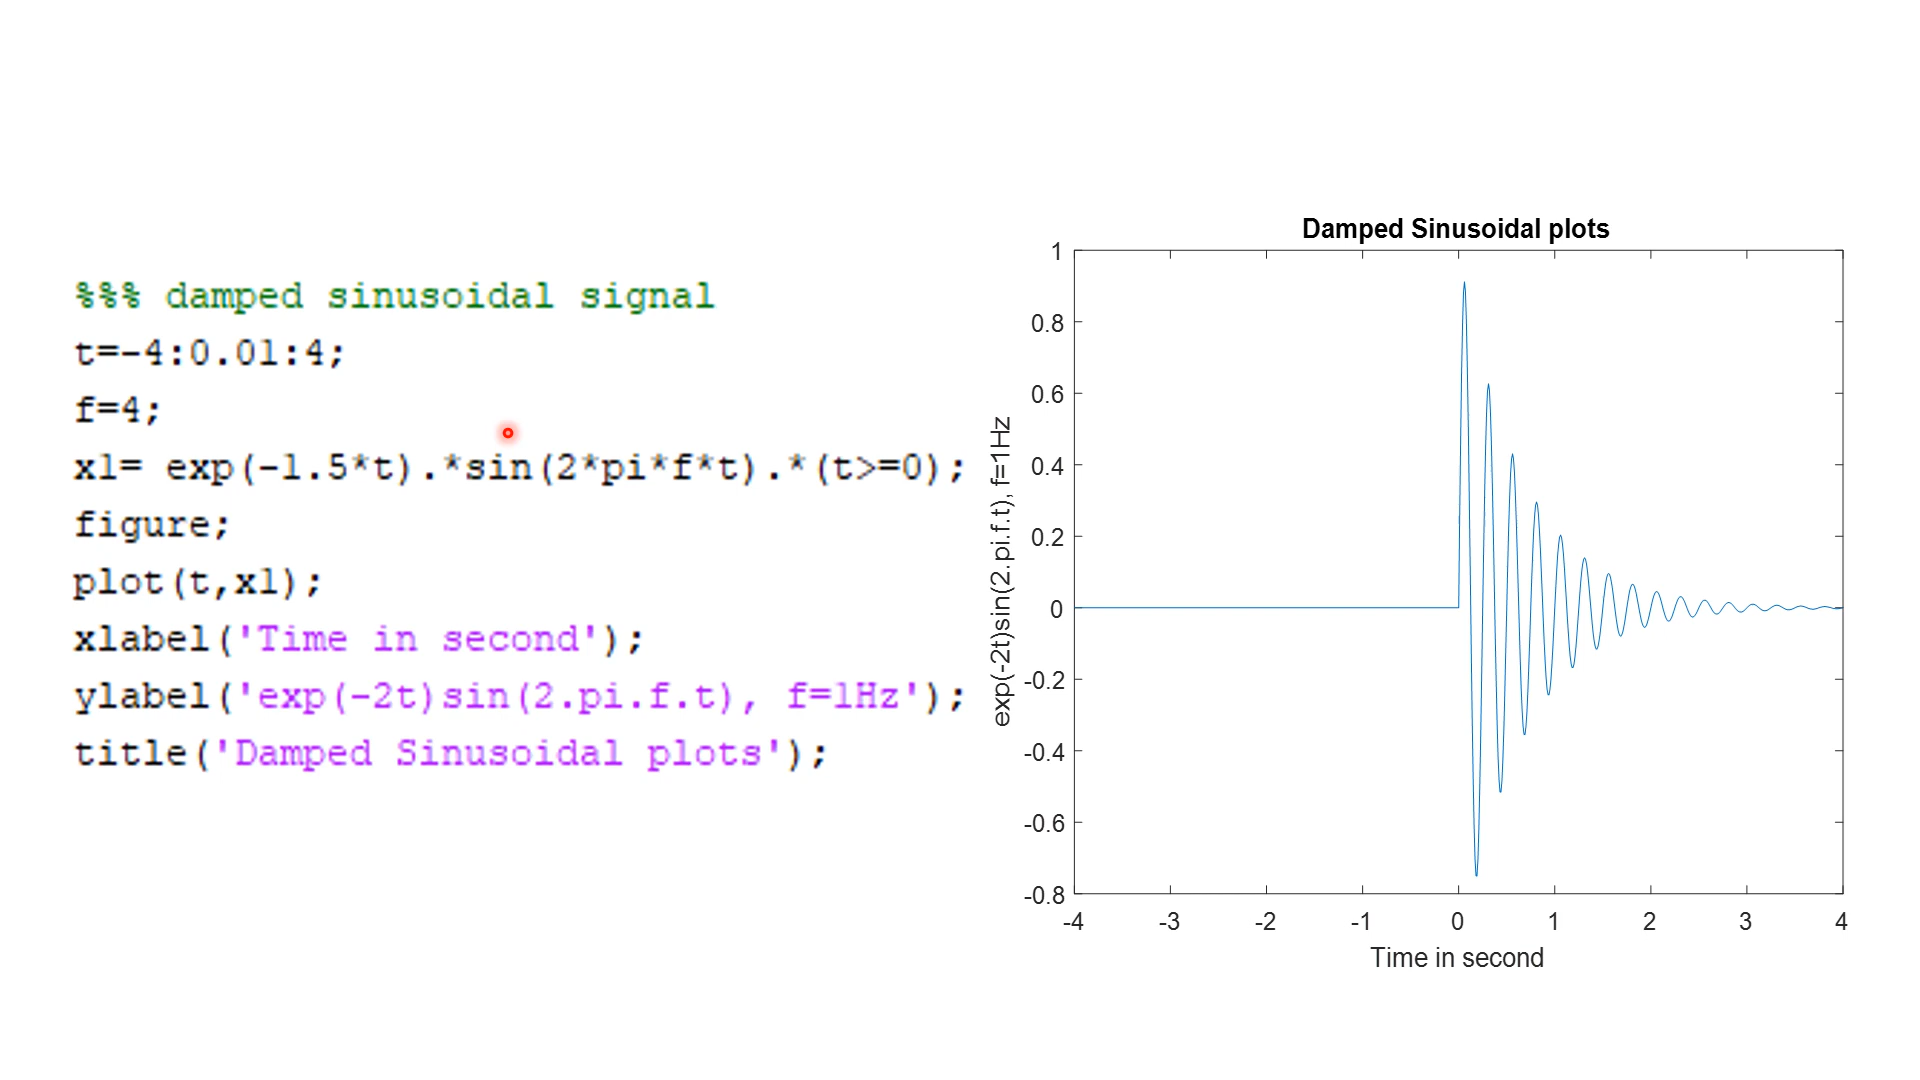 %%% damped sinusoidal signal
t=-4:0.01:4;
f=4;
x1= exp(-1.5*t).*sin(2*pi*f*t).*(t>=0);
figure;
plot(t,x1);
xlabel('Time in second');
ylabel('exp(-2t)sin(2.pi.f.t), f=1Hz');
title('Damped Sinusoidal plots');
Damped Sinusoidal plots
exp(-2t)sin(2.pi.f.t), f=1Hz
1
0.8
0.6
0.4
0.2
0
-0.2
-0.4
-0.6
-0.8
-4 -3 -2 -1 0 1 2 3 4
Time in second